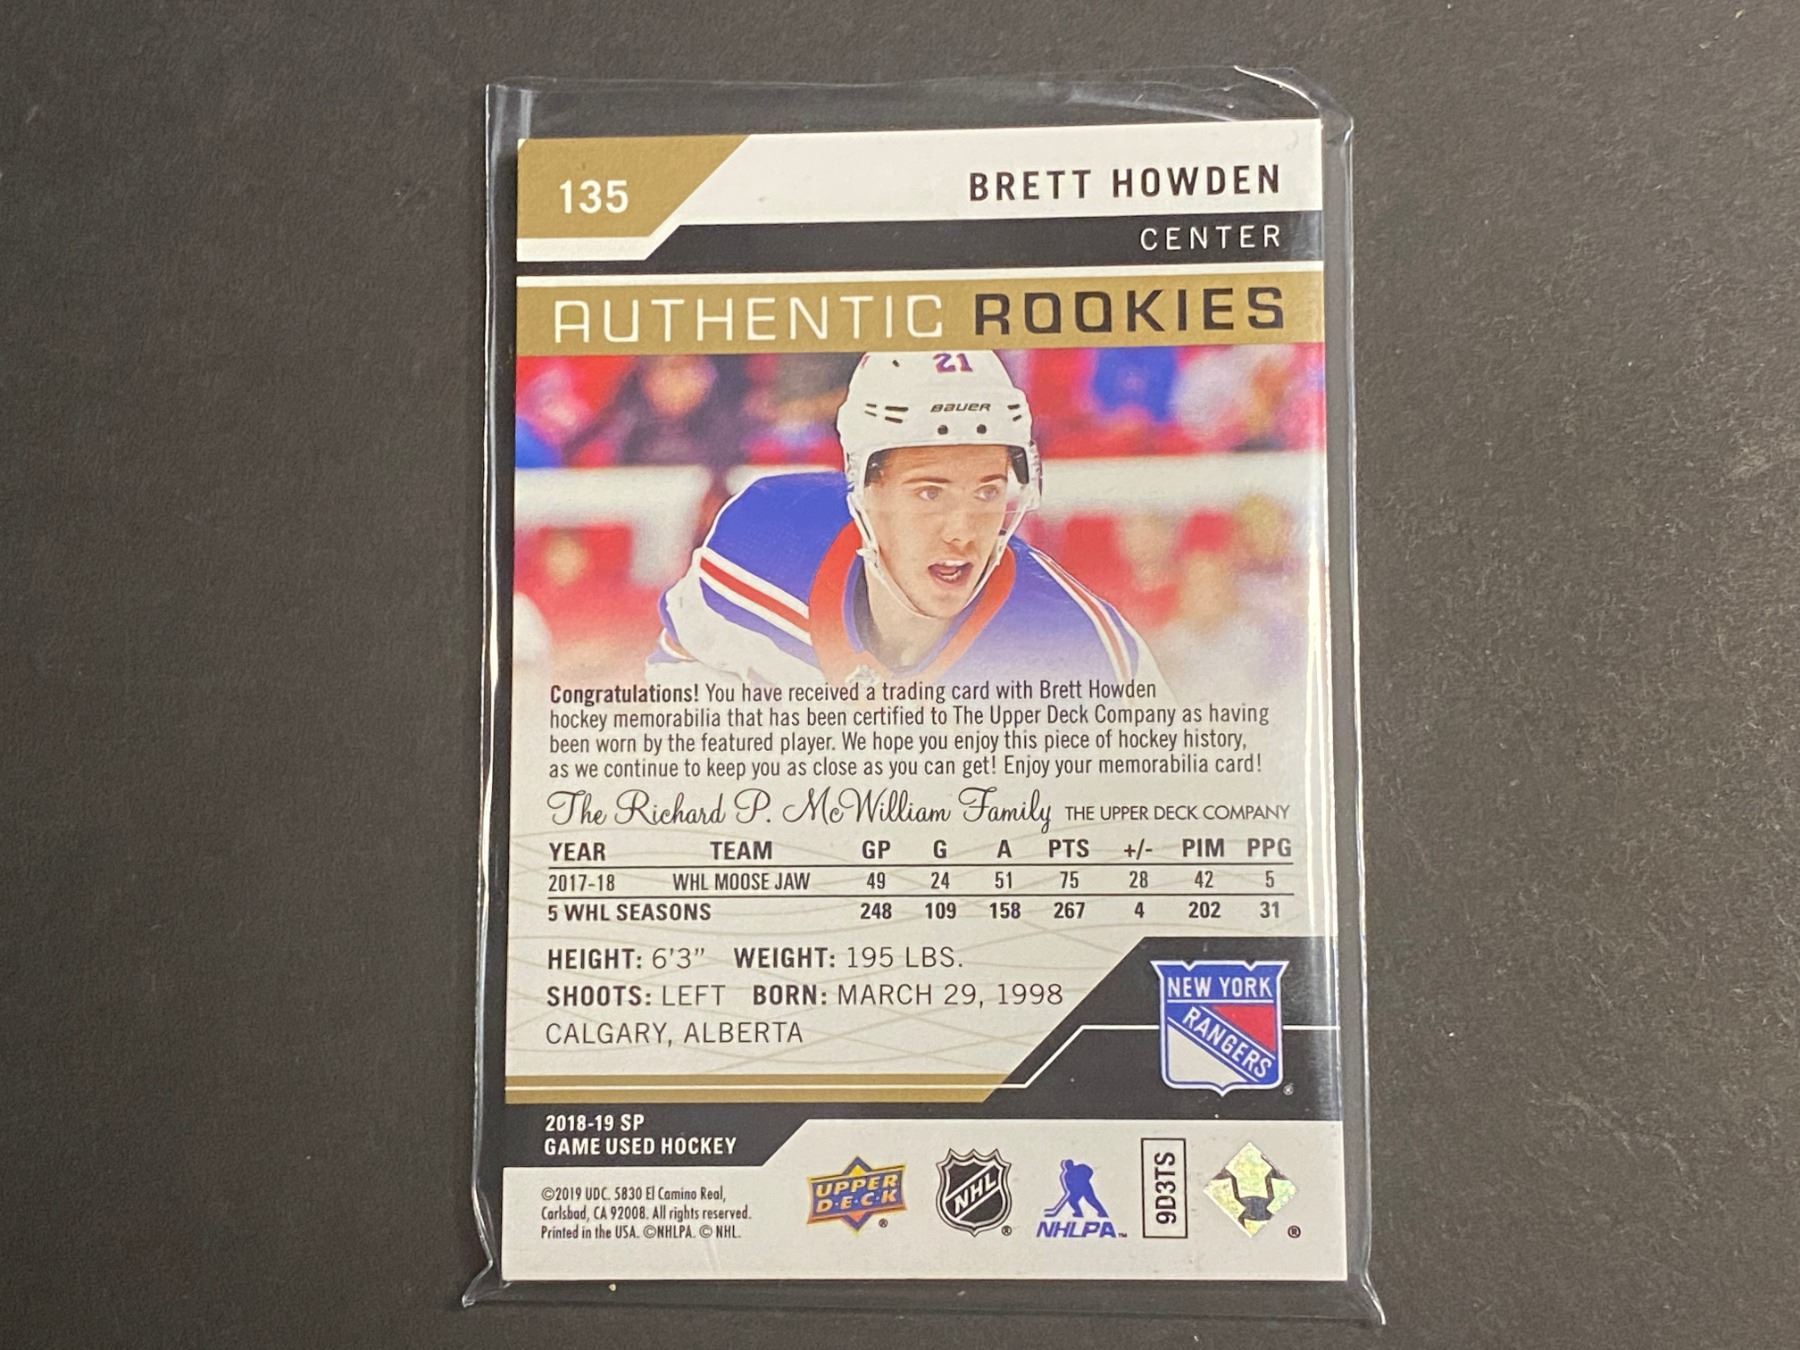 135
BRETT HOWDEN
CENTER
AUTHENTIC ROOKIES
21
BAUER
Congratulations! You have received a trading card with Brett Howden
hockey memorabilia that has been certified to The Upper Deck Company as having
been worn by the featured player. We hope you enjoy this piece of hockey history,
as we continue to keep you as close as you can get! Enjoy your memorabilia card!
The Richard P. McWilliam Family THE UPPER DECK COMPANY
YEAR TEAM GP G A PTS +/- PIM PPG
2017-18 WHL MOOSE JAW 49 24 51 75 28 42 5
5 WHL SEASONS 248 109 158 267 4 202 31
HEIGHT: 6'3" WEIGHT: 195 LBS.
SHOOTS: LEFT BORN: MARCH 29, 1998
CALGARY, ALBERTA
NEW YORK
RANGERS
®
2018-19 SP
GAME USED HOCKEY
©2019 UDC. 5830 El Camino Real,
Carlsbad, CA 92008. All rights reserved.
Printed in the USA. ©NHLPA. © NHL.
UPPER
D·E·C·K
®
NHL
®
NHLPA™
9D3TS
®